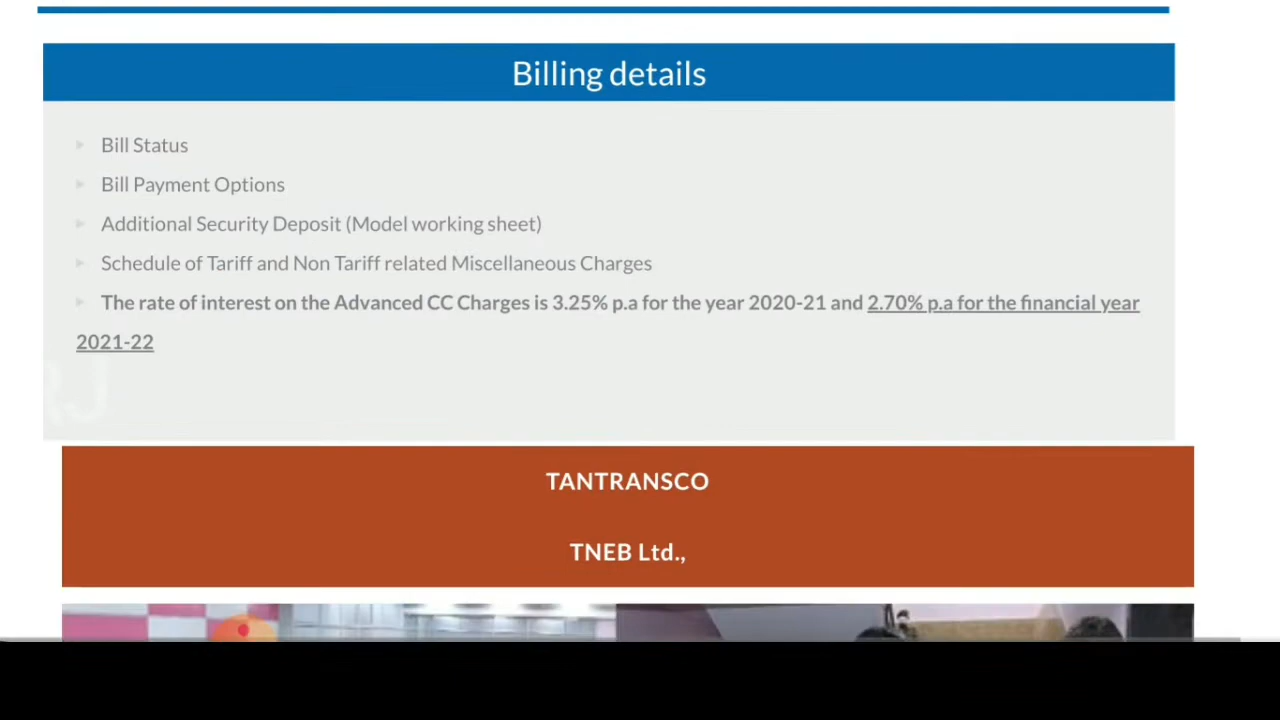 Billing details
Bill Status
Bill Payment Options
Additional Security Deposit (Model working sheet)
Schedule of Tariff and Non Tariff related Miscellaneous Charges
The rate of interest on the Advanced CC Charges is 3.25% p.a for the year 2020-21 and 2.70% p.a for the financial year
2021-22
RJ
TANTRANSCO
TNEB Ltd.,